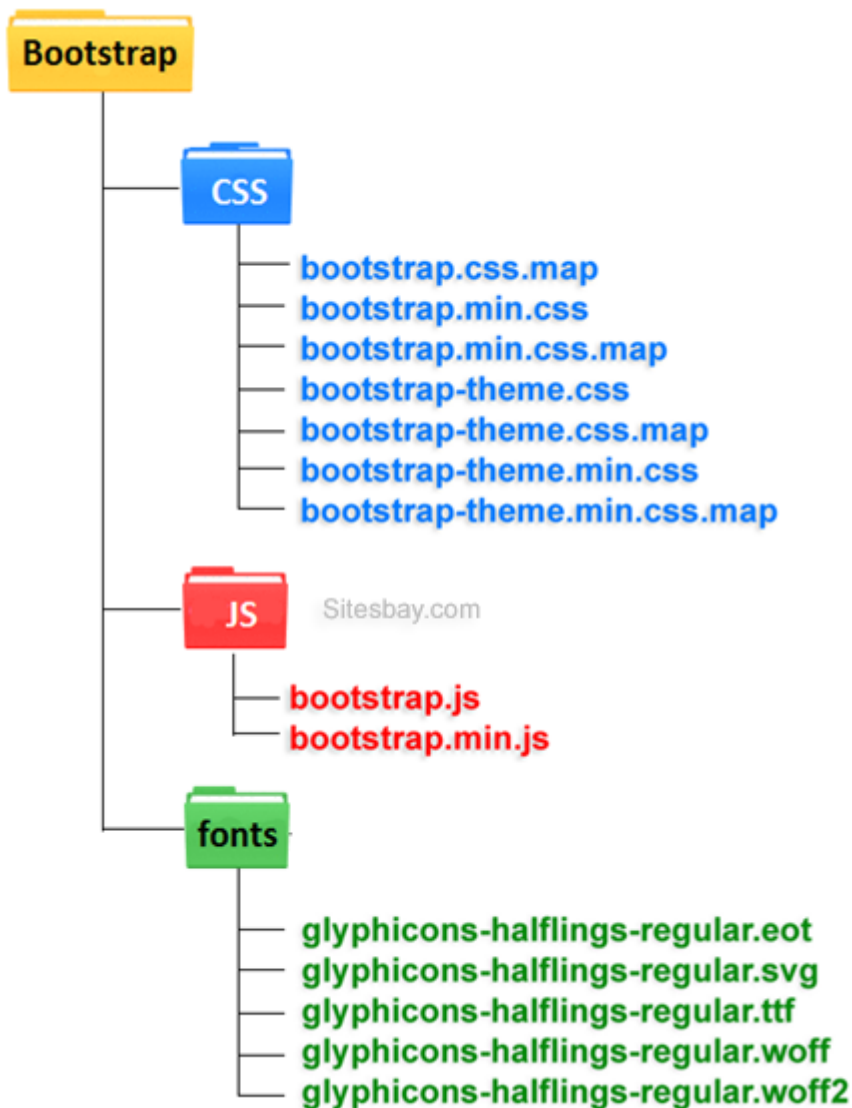 Bootstrap
CSS
bootstrap.css.map
bootstrap.min.css
bootstrap.min.css.map
bootstrap-theme.css
bootstrap-theme.css.map
bootstrap-theme.min.css
bootstrap-theme.min.css.map
JS
Sitesbay.com
bootstrap.js
bootstrap.min.js
fonts
glyphicons-halflings-regular.eot
glyphicons-halflings-regular.svg
glyphicons-halflings-regular.ttf
glyphicons-halflings-regular.woff
glyphicons-halflings-regular.woff2